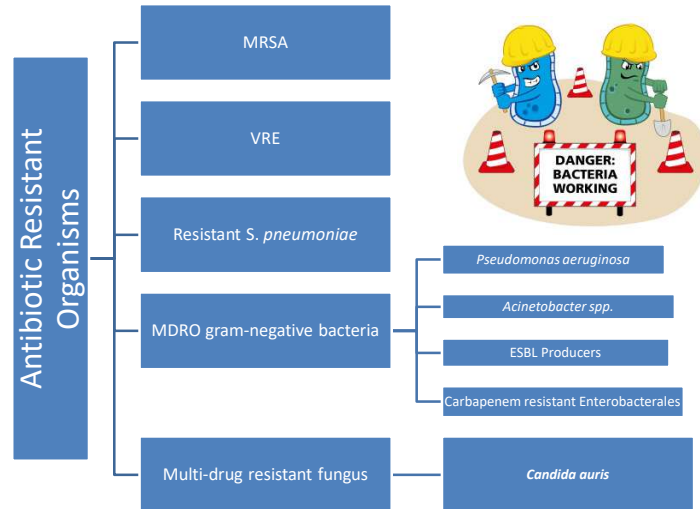 Antibiotic Resistant
Organisms
MRSA
VRE
Resistant S. pneumoniae
MDRO gram-negative bacteria
Multi-drug resistant fungus
DANGER:
BACTERIA
WORKING
Pseudomonas aeruginosa
Acinetobacter spp.
ESBL Producers
Carbapenem resistant Enterobacterales
Candida auris